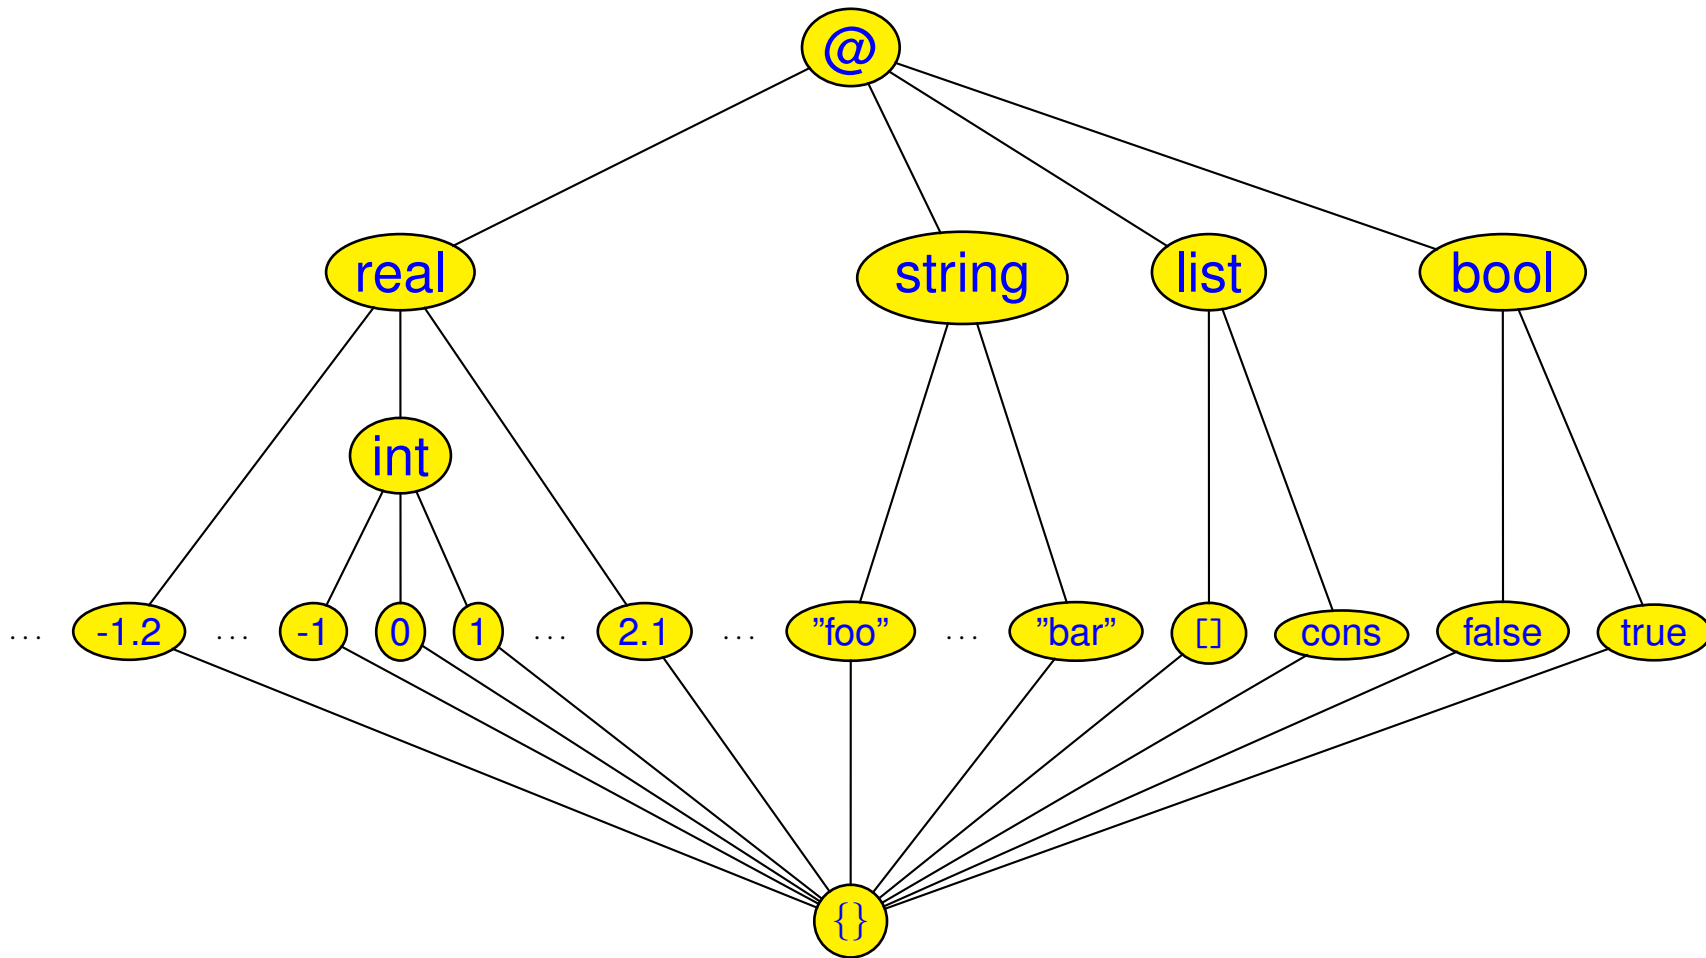 @
real string list bool
int
... -1.2 ... -1 0 1 ... 2.1 ... ”foo” ... ”bar” [] cons false true
{}